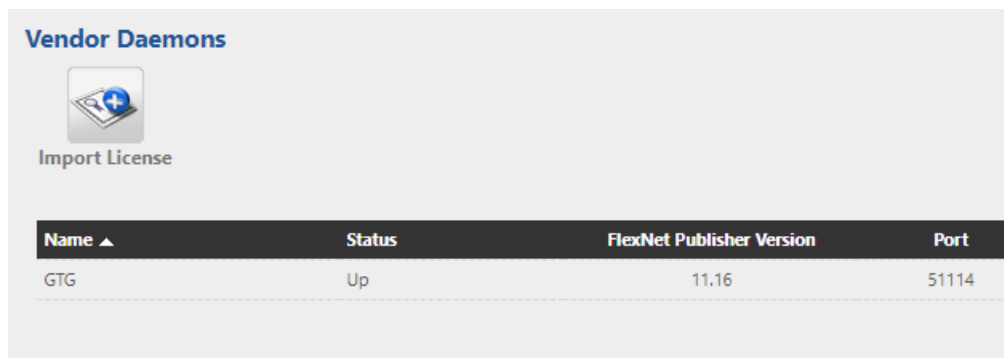 Vendor Daemons
Import License
Name ▲ Status FlexNet Publisher Version Port
GTG Up 11.16 51114